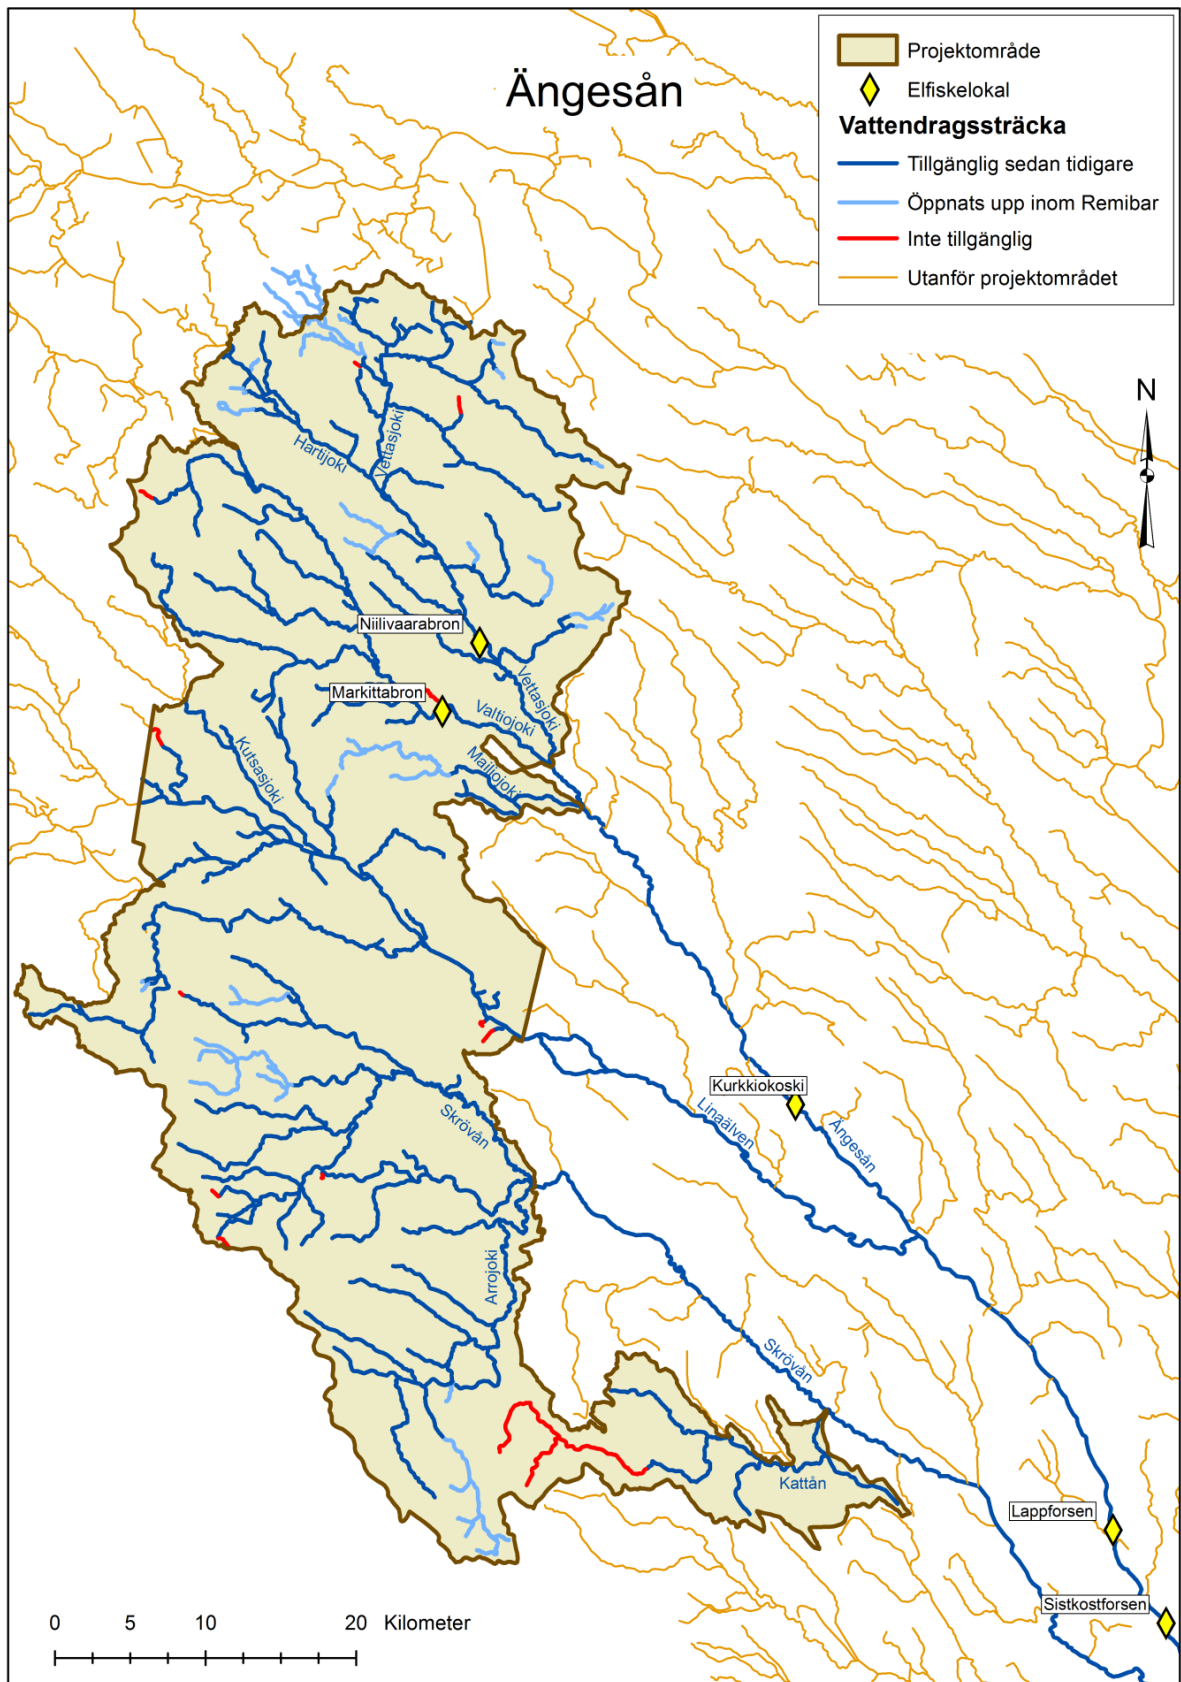 Ängesån
Projektområde
Elfiskelokal
Vattendragssträcka
Tillgänglig sedan tidigare
Öppnats upp inom Remibar
Inte tillgänglig
Utanför projektområdet
N
Hartijoki
Vettasjoki
Niilivaarabron
Vettasjoki
Markittabron
Valtiojoki
Kutsasjoki
Mailjojoki
Kurkkiokoski
Linaälven
Ängesån
Skrövån
Arrojoki
Skrövån
Kattån
Lappforsen
Sistkostforsen
0 5 10 20 Kilometer